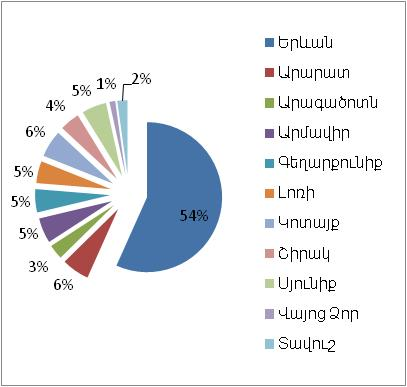 2%
1%
5%
4%
6%
5%
5%
5%
3%
6%
54%
Երևան
Արարատ
Արագածոտն
Արմավիր
Գեղարքունիք
Լոռի
Կոտայք
Շիրակ
Սյունիք
Վայոց Ձոր
Տավուշ